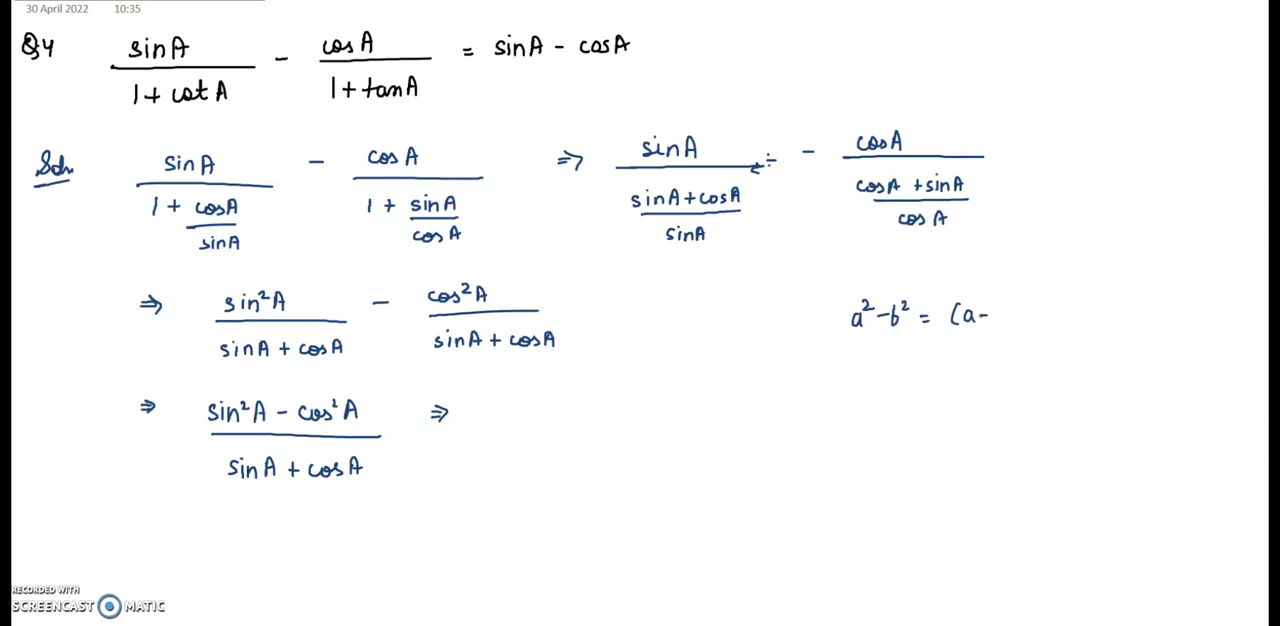 30 April 2022 10:35
Q4 sinA / 1 + cot A - cosA / 1 + tanA = sinA - cosA
Soln sinA / 1 + cosA / sinA - cosA / 1 + sinA / cosA ⇒ sinA / sinA + cosA / sinA ÷ - cosA / cosA + sinA / cosA
⇒ sin²A / sinA + cosA - cos²A / sinA + cosA a² - b² = (a -
⇒ sin²A - cos²A / sinA + cosA ⇒
RECORDED WITH
SCREENCAST MATIC